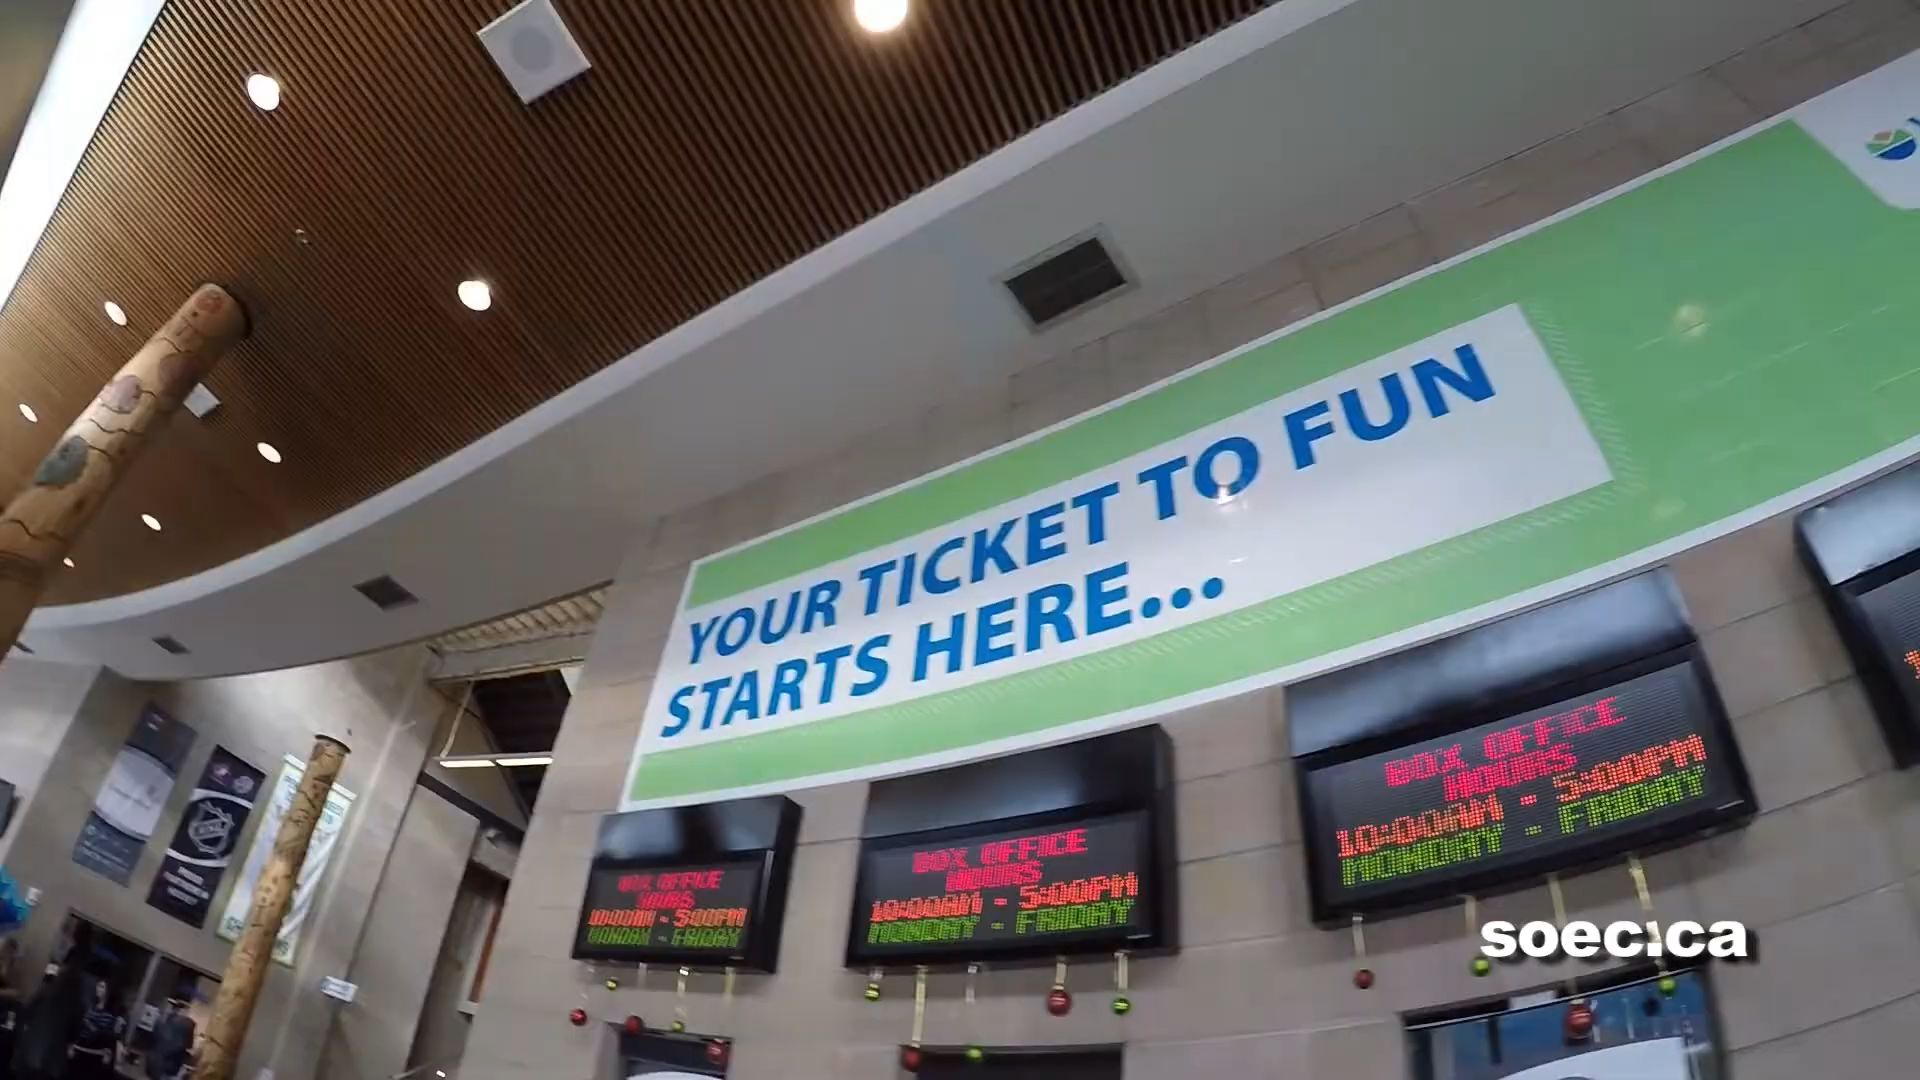 YOUR TICKET TO FUN
STARTS HERE...
BOX OFFICE
HOURS
10:00AM - 5:00PM
MONDAY - FRIDAY
BOX OFFICE
HOURS
10:00AM - 5:00PM
MONDAY - FRIDAY
BOX OFFICE
HOURS
10:00AM - 5:00PM
MONDAY - FRIDAY
soec.ca
NHL